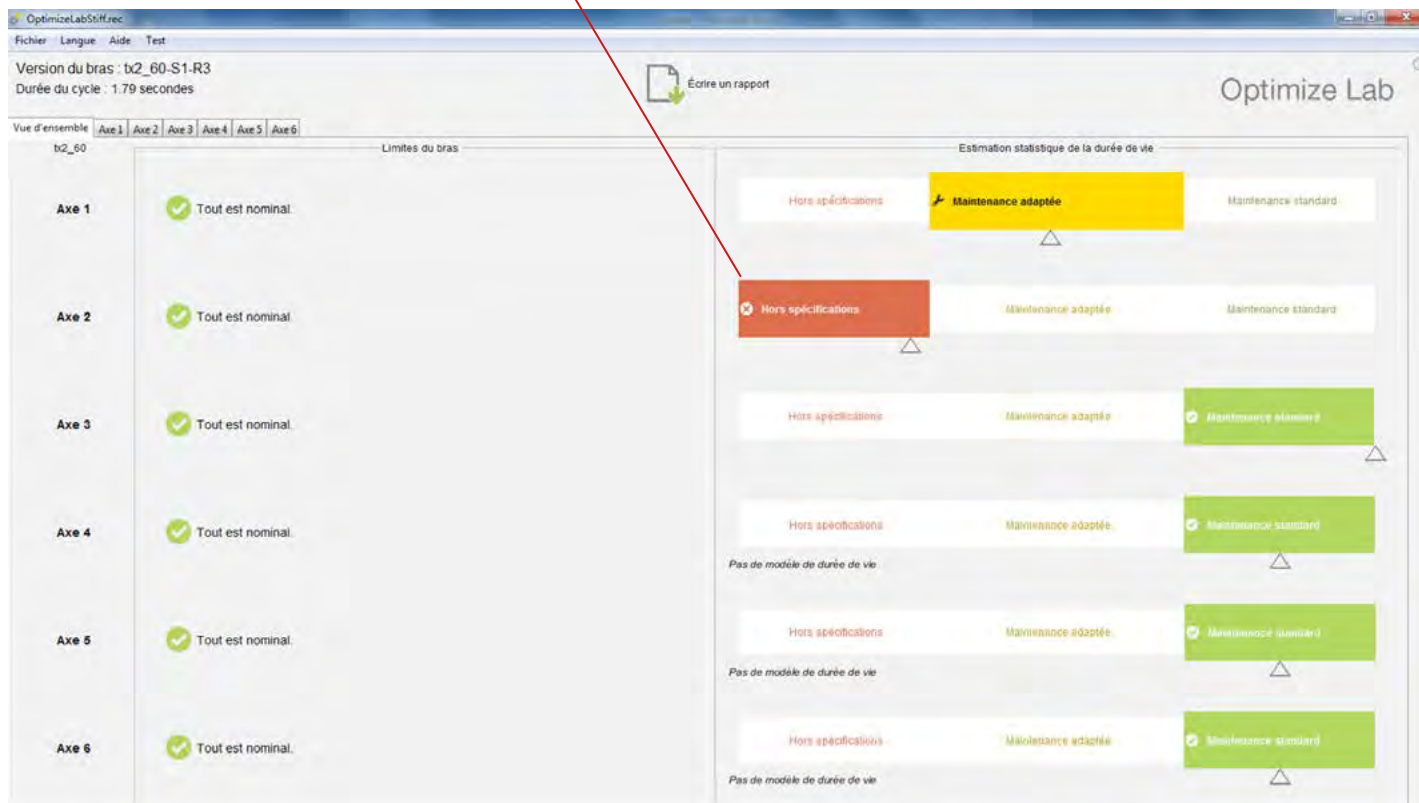 OptimizeLabStiff.rec
Fichier Langue Aide Test
Version du bras : tx2_60-S1-R3
Durée du cycle : 1.79 secondes
Écrire un rapport
Optimize Lab
Vue d'ensemble Axe 1 Axe 2 Axe 3 Axe 4 Axe 5 Axe 6
tx2_60 Limites du bras Estimation statistique de la durée de vie
Axe 1 Tout est nominal. Hors spécifications Maintenance adaptée Maintenance standard
Axe 2 Tout est nominal. Hors spécifications Maintenance adaptée Maintenance standard
Axe 3 Tout est nominal. Hors spécifications Maintenance adaptée Maintenance standard
Axe 4 Tout est nominal. Hors spécifications Maintenance adaptée Maintenance standard
Pas de modèle de durée de vie
Axe 5 Tout est nominal. Hors spécifications Maintenance adaptée Maintenance standard
Pas de modèle de durée de vie
Axe 6 Tout est nominal. Hors spécifications Maintenance adaptée Maintenance standard
Pas de modèle de durée de vie